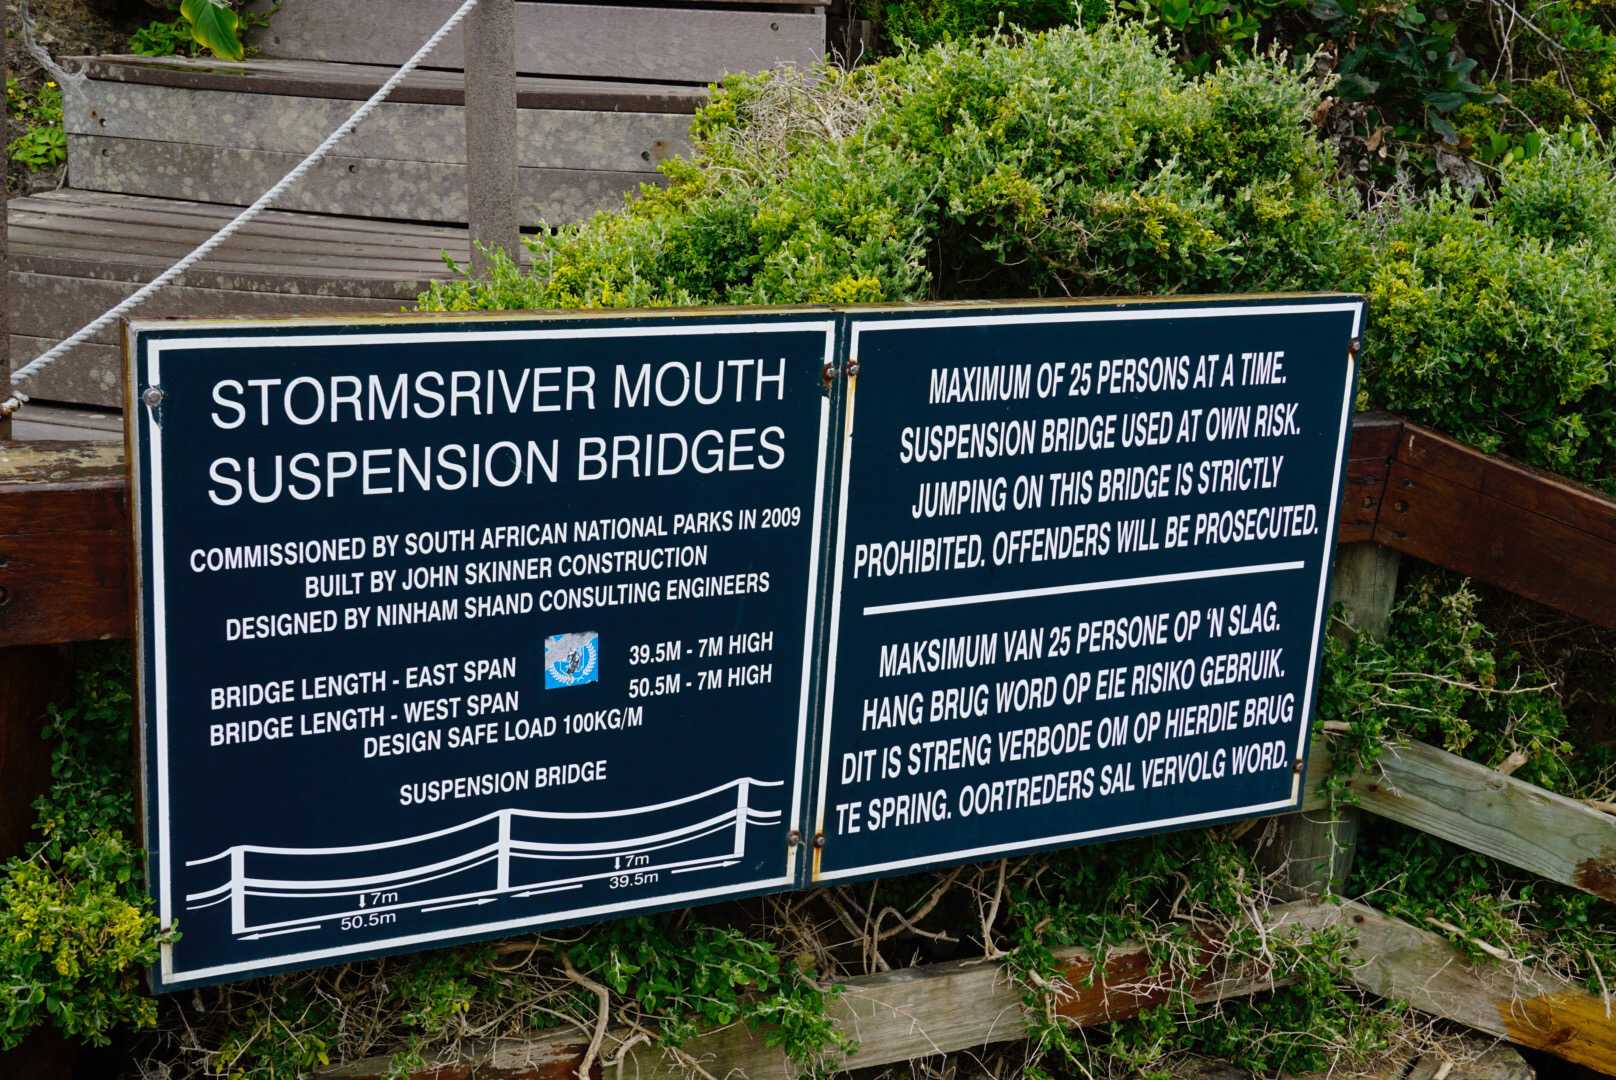 STORMSRIVER MOUTH
SUSPENSION BRIDGES
COMMISSIONED BY SOUTH AFRICAN NATIONAL PARKS IN 2009
BUILT BY JOHN SKINNER CONSTRUCTION
DESIGNED BY NINHAM SHAND CONSULTING ENGINEERS
BRIDGE LENGTH - EAST SPAN 39.5M - 7M HIGH
BRIDGE LENGTH - WEST SPAN 50.5M - 7M HIGH
DESIGN SAFE LOAD 100KG/M
SUSPENSION BRIDGE
7m
50.5m
7m
39.5m
MAXIMUM OF 25 PERSONS AT A TIME.
SUSPENSION BRIDGE USED AT OWN RISK.
JUMPING ON THIS BRIDGE IS STRICTLY
PROHIBITED. OFFENDERS WILL BE PROSECUTED.
MAKSIMUM VAN 25 PERSONE OP 'N SLAG.
HANG BRUG WORD OP EIE RISIKO GEBRUIK.
DIT IS STRENG VERBODE OM OP HIERDIE BRUG
TE SPRING. OORTREDERS SAL VERVOLG WORD.